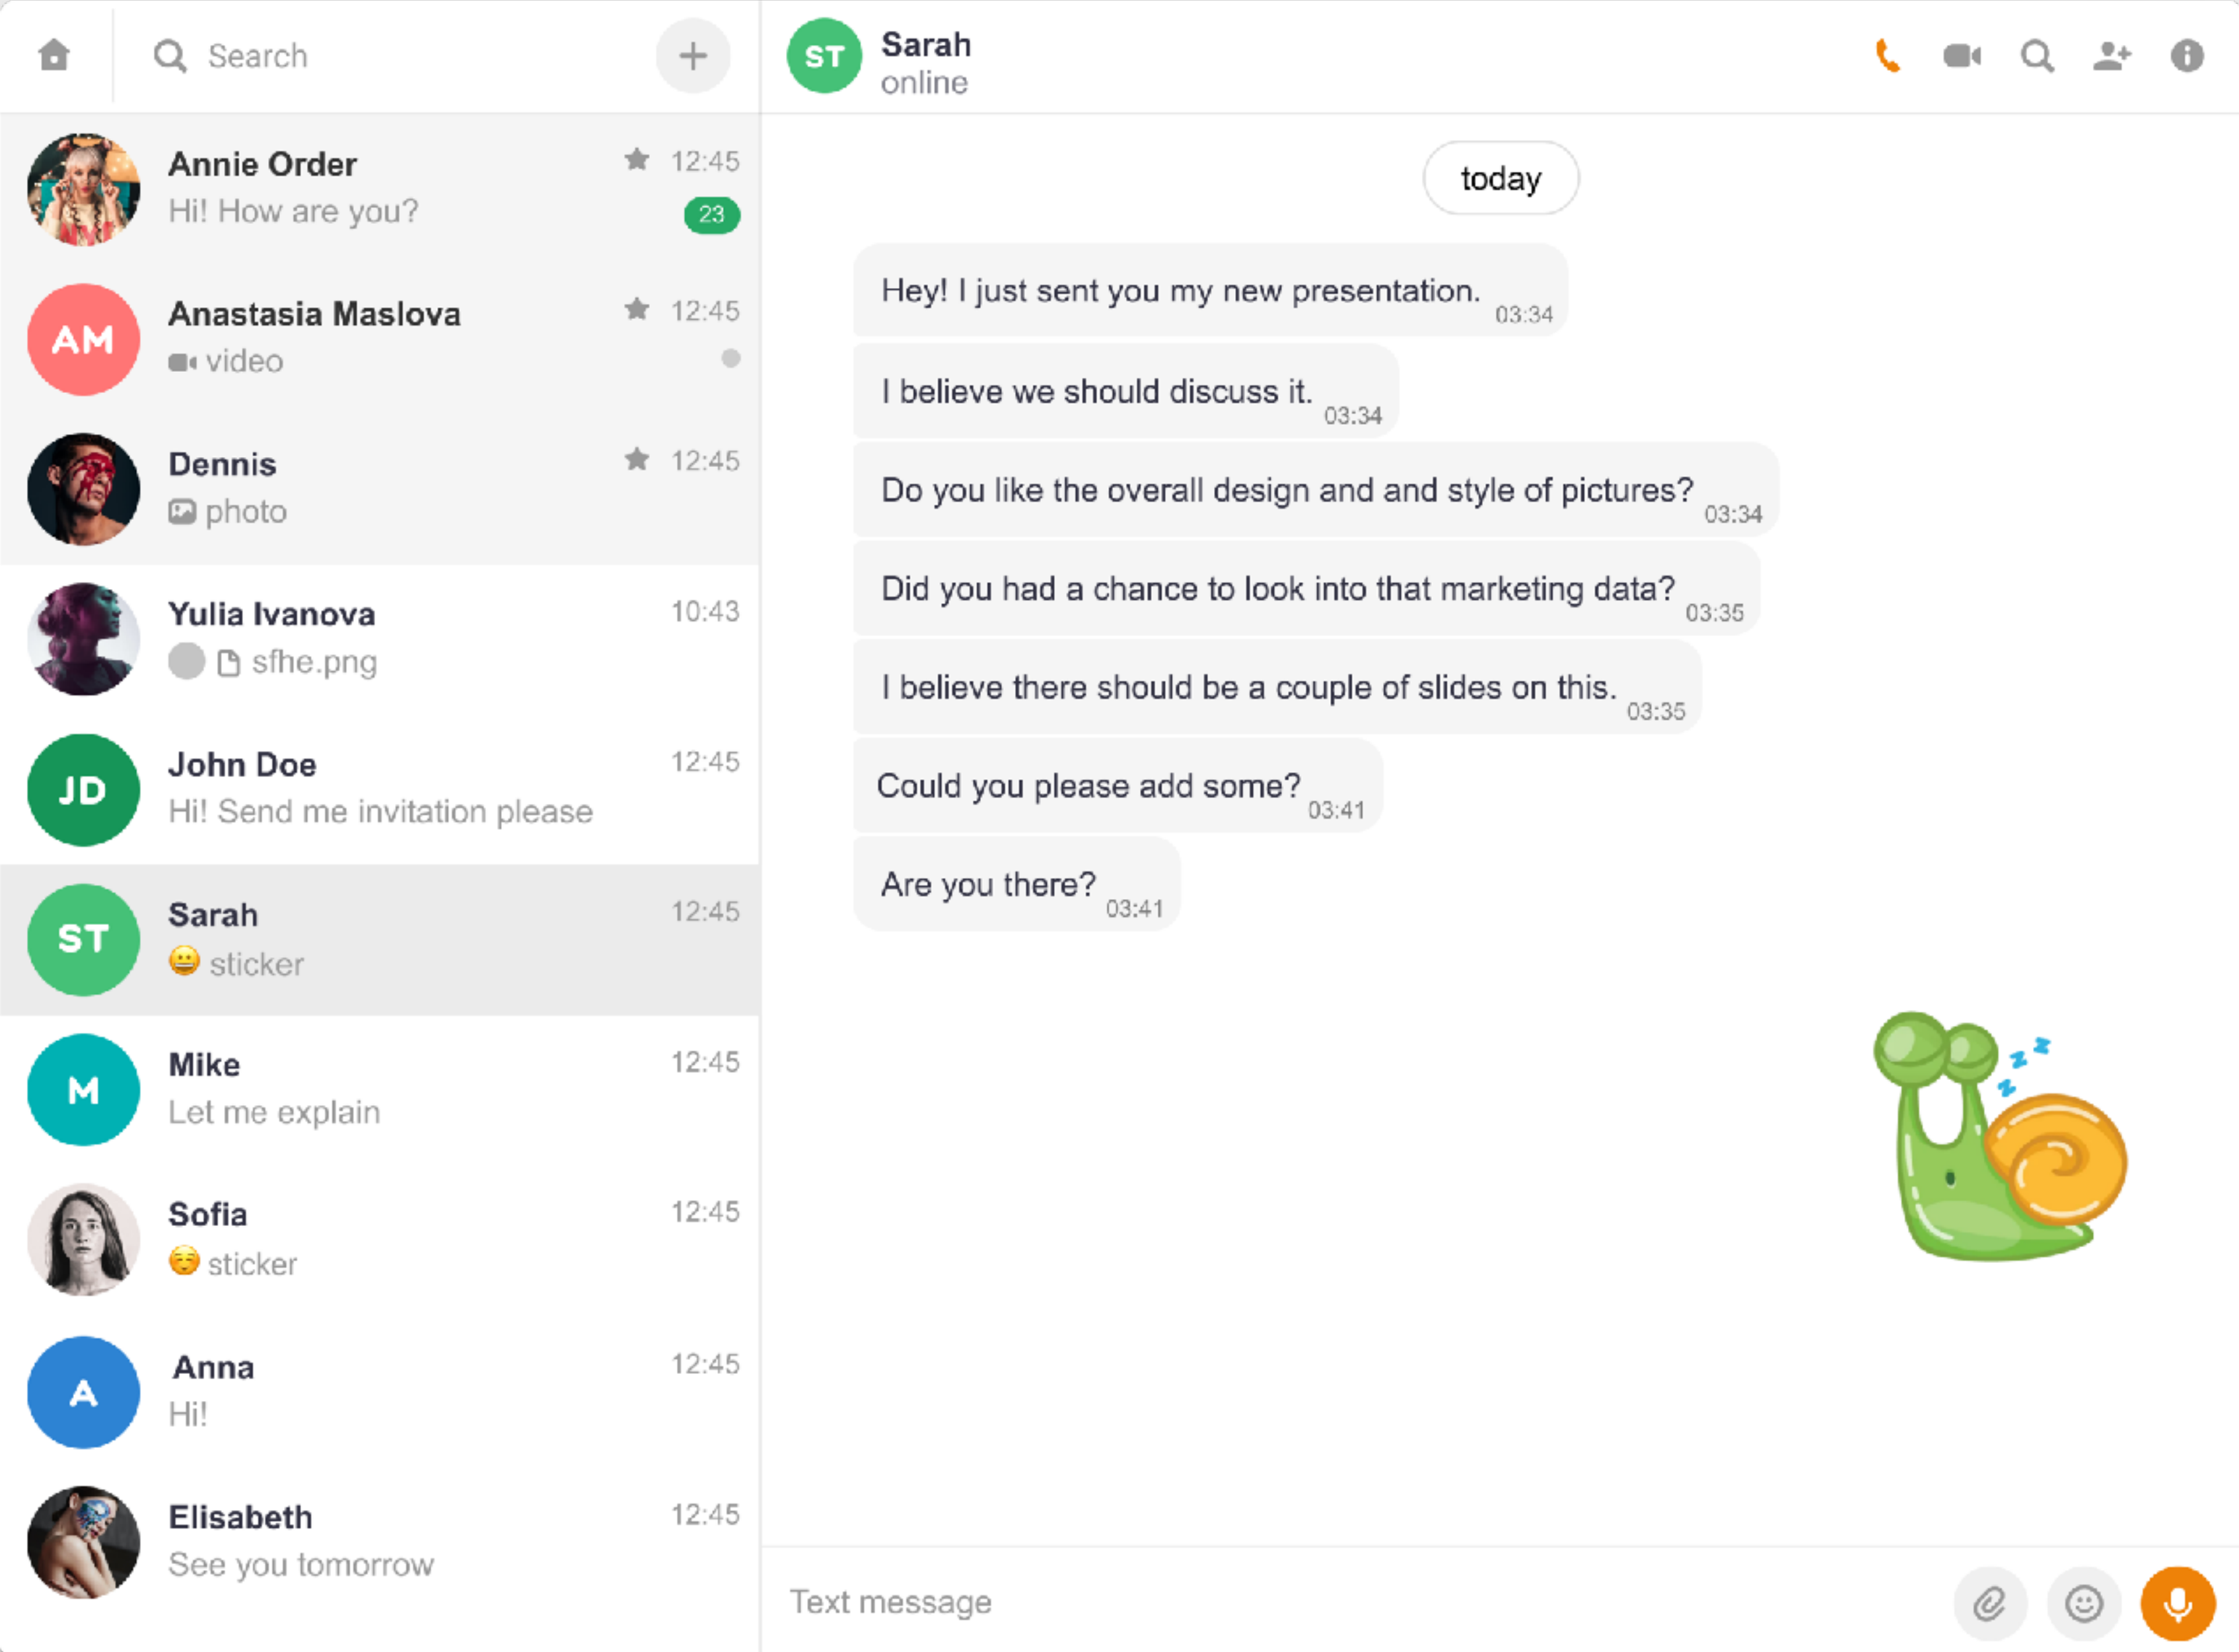 Search
Annie Order
12:45
Hi! How are you?
23
AM
Anastasia Maslova
12:45
video
Dennis
12:45
photo
Yulia Ivanova
10:43
sfhe.png
JD
John Doe
12:45
Hi! Send me invitation please
ST
Sarah
12:45
sticker
M
Mike
12:45
Let me explain
Sofia
12:45
sticker
A
Anna
12:45
Hi!
Elisabeth
12:45
See you tomorrow
ST
Sarah
online
today
Hey! I just sent you my new presentation.
03:34
I believe we should discuss it.
03:34
Do you like the overall design and and style of pictures?
03:34
Did you had a chance to look into that marketing data?
03:35
I believe there should be a couple of slides on this.
03:35
Could you please add some?
03:41
Are you there?
03:41
z z z
Text message